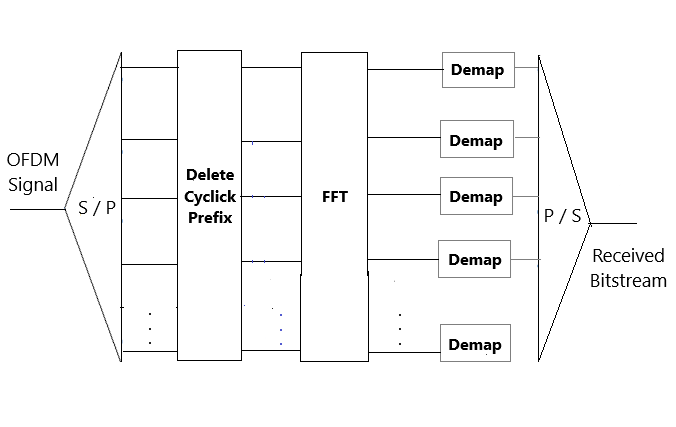 OFDM
Signal
S / P
Delete
Cyclick
Prefix
FFT
Demap
Demap
Demap
Demap
Demap
P / S
Received
Bitstream